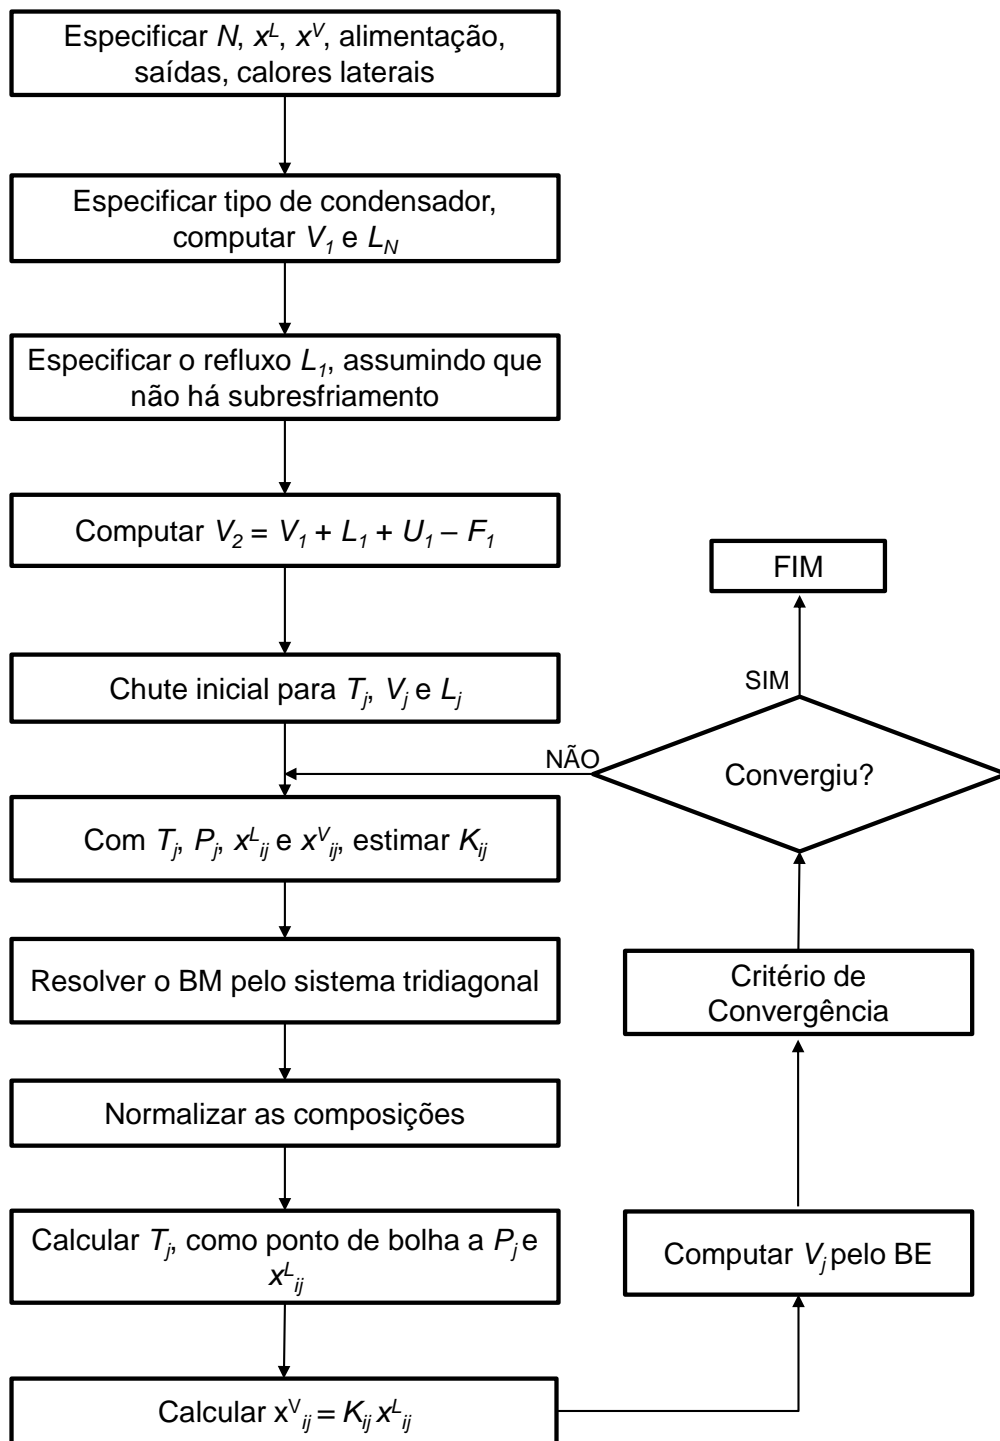 Especificar N, x^L, x^V, alimentação,
saídas, calores laterais
Especificar tipo de condensador,
computar V_1 e L_N
Especificar o refluxo L_1, assumindo que
não há subresfriamento
Computar V_2 = V_1 + L_1 + U_1 – F_1
Chute inicial para T_j, V_j e L_j
Com T_j, P_j, x^L_ij e x^V_ij, estimar K_ij
Resolver o BM pelo sistema tridiagonal
Normalizar as composições
Calcular T_j, como ponto de bolha a P_j e
x^L_ij
Calcular x^V_ij = K_ij x^L_ij
Computar V_j pelo BE
Critério de
Convergência
Convergiu?
NÃO
SIM
FIM